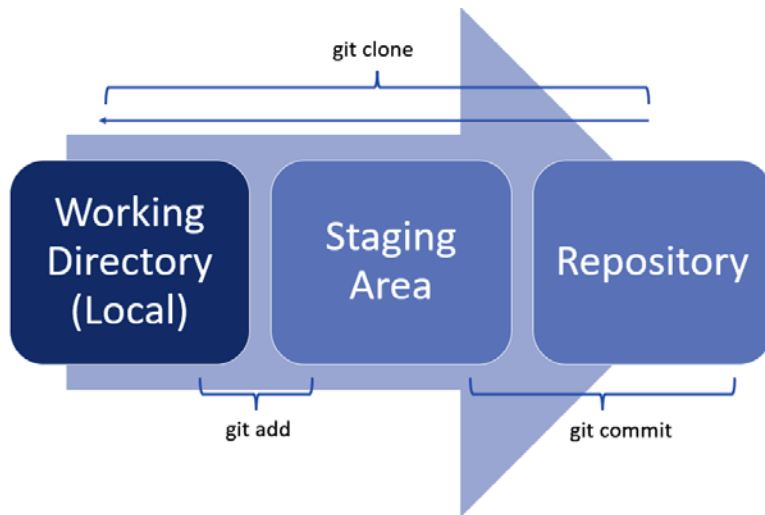 git clone
Working
Directory
(Local)
Staging
Area
Repository
git add
git commit